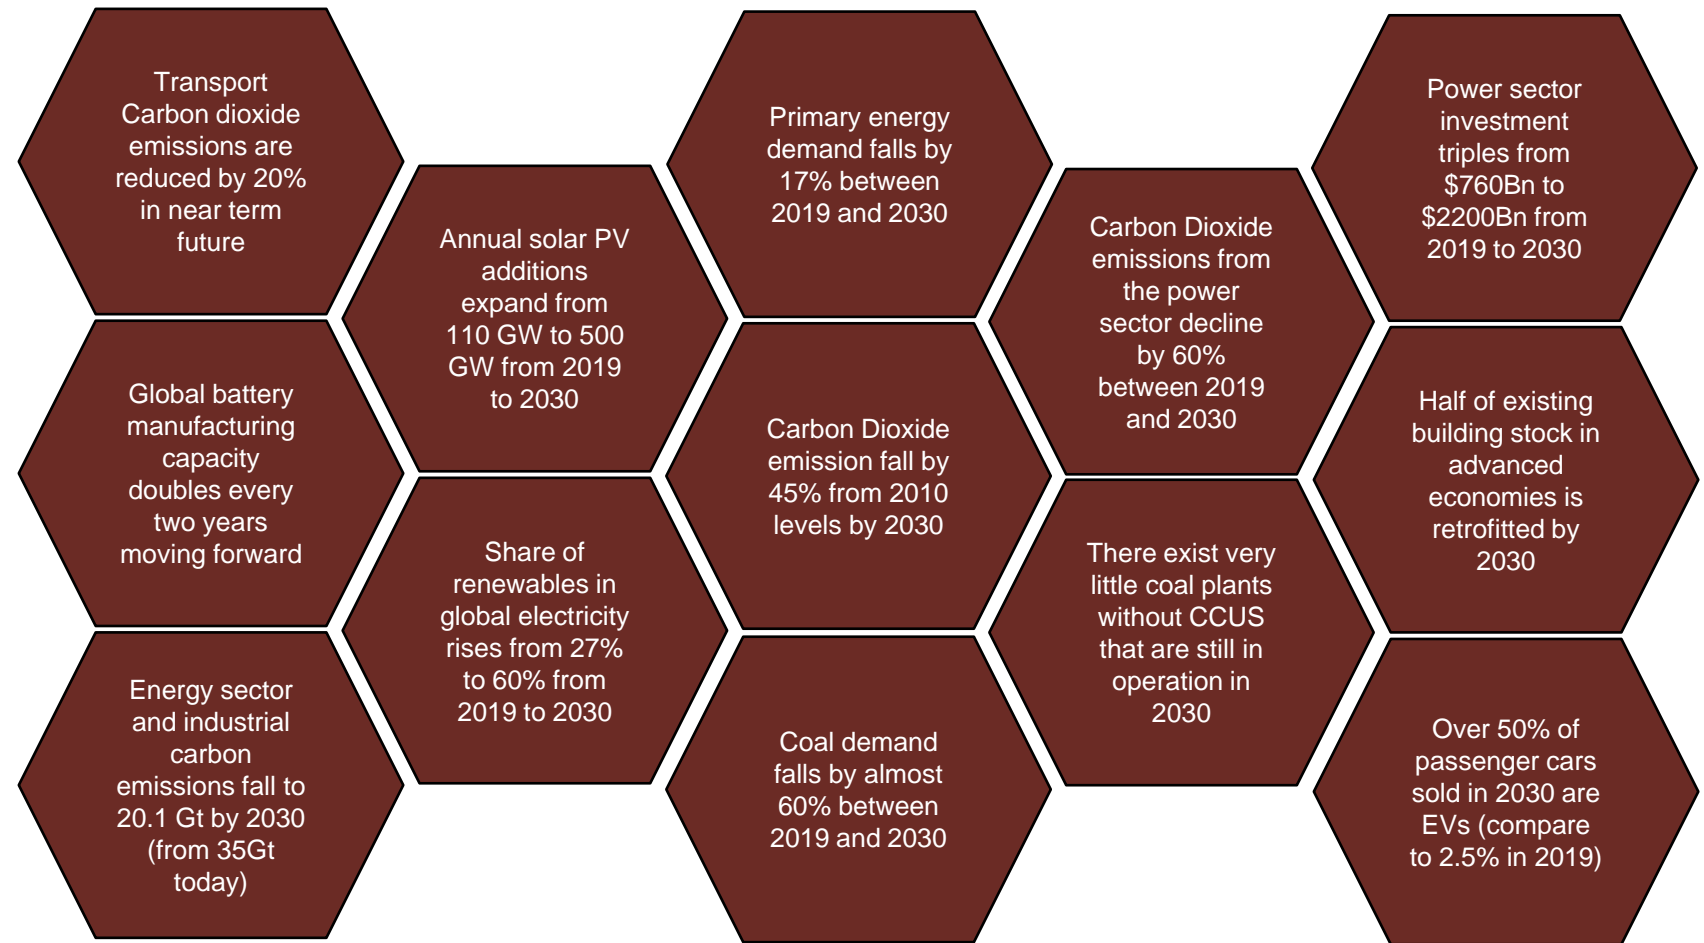 Transport
Carbon dioxide
emissions are
reduced by 20%
in near term
future
Global battery
manufacturing
capacity
doubles every
two years
moving forward
Energy sector
and industrial
carbon
emissions fall to
20.1 Gt by 2030
(from 35Gt
today)
Annual solar PV
additions
expand from
110 GW to 500
GW from 2019
to 2030
Share of
renewables in
global electricity
rises from 27%
to 60% from
2019 to 2030
Primary energy
demand falls by
17% between
2019 and 2030
Carbon Dioxide
emission fall by
45% from 2010
levels by 2030
Coal demand
falls by almost
60% between
2019 and 2030
Carbon Dioxide
emissions from
the power
sector decline
by 60%
between 2019
and 2030
There exist very
little coal plants
without CCUS
that are still in
operation in
2030
Power sector
investment
triples from
$760Bn to
$2200Bn from
2019 to 2030
Half of existing
building stock in
advanced
economies is
retrofitted by
2030
Over 50% of
passenger cars
sold in 2030 are
EVs (compare
to 2.5% in 2019)